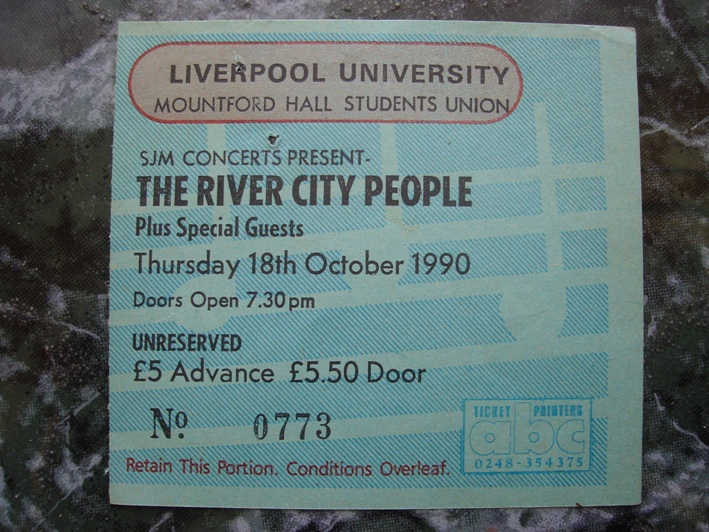 LIVERPOOL UNIVERSITY
MOUNTFORD HALL STUDENTS UNION
SJM CONCERTS PRESENT-
THE RIVER CITY PEOPLE
Plus Special Guests
Thursday 18th October 1990
Doors Open 7.30pm
UNRESERVED
£5 Advance £5.50 Door
Nº 0773
TICKET PRINTERS
abc
0248-354375
Retain This Portion. Conditions Overleaf.